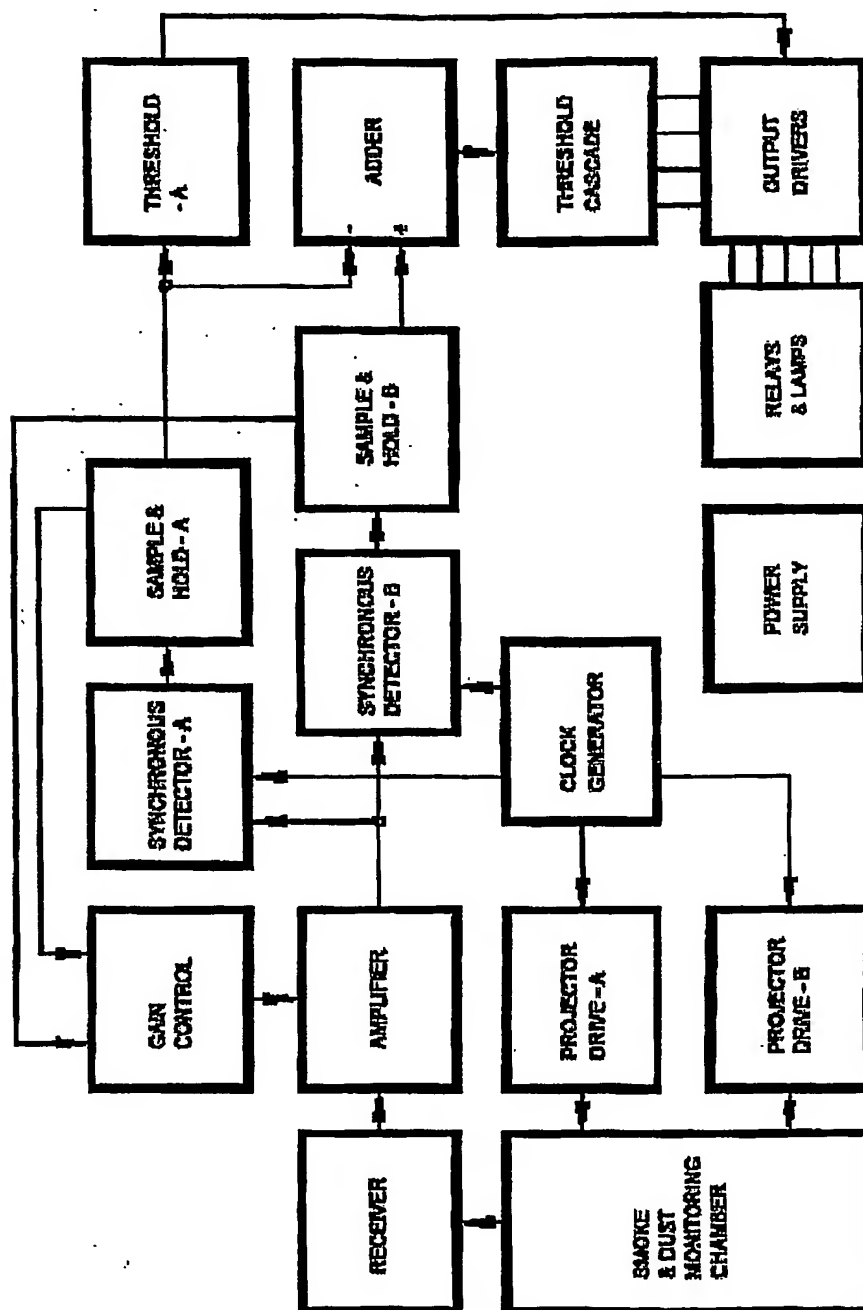 GAIN
CONTROL
SYNCHRONOUS
DETECTOR - A
SAMPLE &
HOLD - A
THRESHOLD
- A
RECEIVER
AMPLIFIER
SYNCHRONOUS
DETECTOR - B
SAMPLE &
HOLD - B
-
+
ADDER
SMOKE
& DUST
MONITORING
CHAMBER
PROJECTOR
DRIVE - A
CLOCK
GENERATOR
THRESHOLD
CASCADE
PROJECTOR
DRIVE - B
POWER
SUPPLY
RELAYS
& LAMPS
OUTPUT
DRIVERS